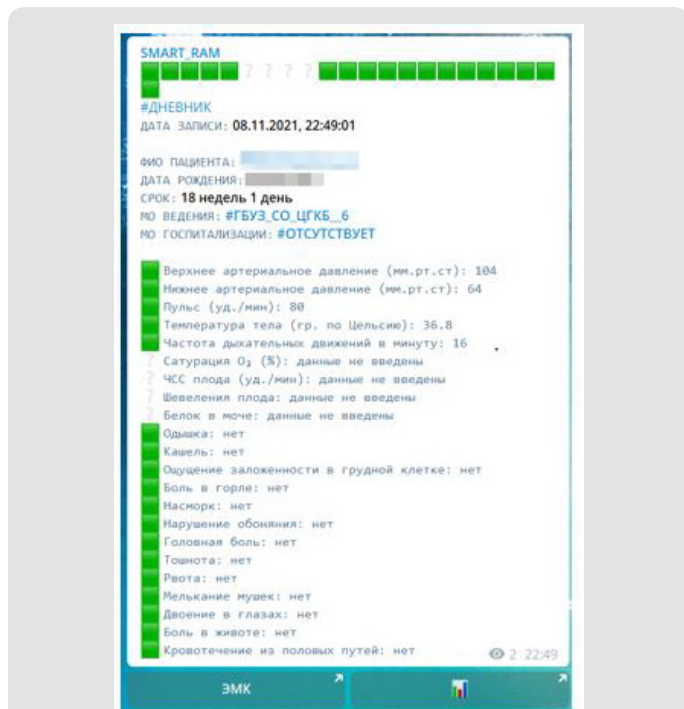 SMART_RAM
? ? ? ?
#ДНЕВНИК
ДАТА ЗАПИСИ: 08.11.2021, 22:49:01
ФИО ПАЦИЕНТА:
ДАТА РОЖДЕНИЯ:
СРОК: 18 недель 1 день
МО ВЕДЕНИЯ: #ГБУЗ_СО_ЦГКБ__6
МО ГОСПИТАЛИЗАЦИИ: #ОТСУТСТВУЕТ
Верхнее артериальное давление (мм.рт.ст): 104
Нижнее артериальное давление (мм.рт.ст): 64
Пульс (уд./мин): 80
Температура тела (гр. по Цельсию): 36.8
Частота дыхательных движений в минуту: 16
? Сатурация O₂ (%): данные не введены
? ЧСС плода (уд./мин): данные не введены
? Шевеления плода: данные не введены
? Белок в моче: данные не введены
Одышка: нет
Кашель: нет
Ощущение заложенности в грудной клетке: нет
Боль в горле: нет
Насморк: нет
Нарушение обоняния: нет
Головная боль: нет
Тошнота: нет
Рвота: нет
Мелькание мушек: нет
Двоение в глазах: нет
Боль в животе: нет
Кровотечение из половых путей: нет
2 22:49
ЭМК